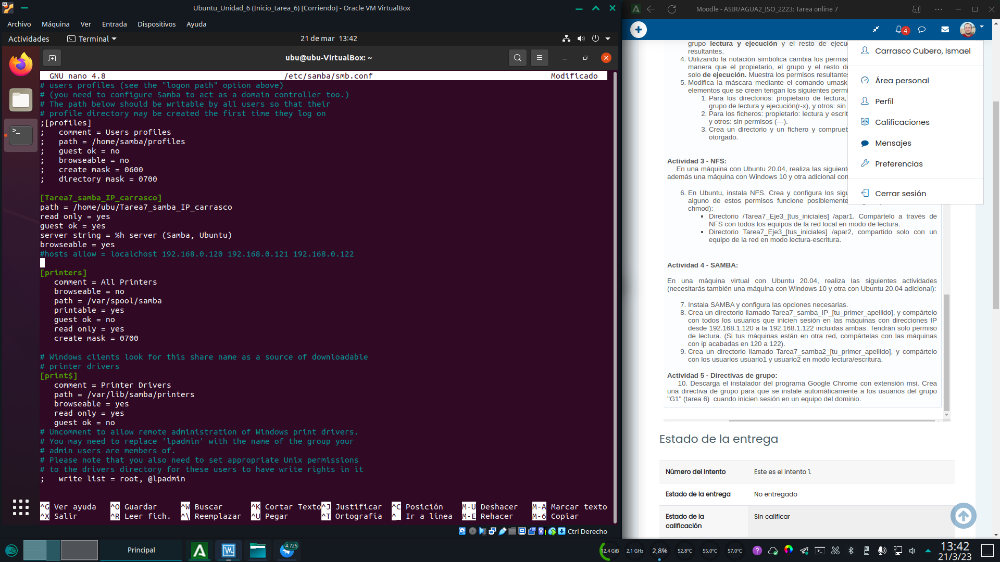 Ubuntu_Unidad_6 (Inicio_tarea_6) [Corriendo] - Oracle VM VirtualBox
Archivo Máquina Ver Entrada Dispositivos Ayuda
Actividades Terminal 21 de mar 13:42
ubu@ubu-VirtualBox: ~
GNU nano 4.8 /etc/samba/smb.conf Modificado
# users profiles (see the "logon path" option above)
# (you need to configure Samba to act as a domain controller too.)
# The path below should be writable by all users so that their
# profile directory may be created the first time they log on
;[profiles]
;   comment = Users profiles
;   path = /home/samba/profiles
;   guest ok = no
;   browseable = no
;   create mask = 0600
;   directory mask = 0700
[Tarea7_samba_IP_carrasco]
path = /home/ubu/Tarea7_samba_IP_carrasco
read only = yes
guest ok = yes
server string = %h server (Samba, Ubuntu)
browseable = yes
#hosts allow = localchost 192.168.0.120 192.168.0.121 192.168.0.122
[printers]
comment = All Printers
browseable = no
path = /var/spool/samba
printable = yes
guest ok = no
read only = yes
create mask = 0700
# Windows clients look for this share name as a source of downloadable
# printer drivers
[print$]
comment = Printer Drivers
path = /var/lib/samba/printers
browseable = yes
read only = yes
guest ok = no
# Uncomment to allow remote administration of Windows print drivers.
# You may need to replace 'lpadmin' with the name of the group your
# admin users are members of.
# Please note that you also need to set appropriate Unix permissions
# to the drivers directory for these users to have write rights in it
;   write list = root, @lpadmin
^G Ver ayuda ^O Guardar ^W Buscar ^K Cortar Texto ^J Justificar ^C Posición M-U Deshacer M-A Marcar texto
^X Salir ^R Leer fich. ^\ Reemplazar ^U Pegar ^T Ortografía ^_ Ir a línea M-E Rehacer M-6 Copiar
Ctrl Derecho
Moodle - ASIR/AGUA2_ISO_2223: Tarea online 7
4
grupo lectura y ejecución y el resto de ejecu
resultantes.
4. Utilizando la notación simbólica cambia los permiso
manera que el propietario, el grupo y el resto de
solo de ejecución. Muestra los permisos resultantes
5. Modifica la máscara mediante el comando umask
elementos que se creen tengan los siguientes permi
1. Para los directorios: propietario de lectura,
grupo de lectura y ejecución(r-x), y otros: sin
2. Para los ficheros: propietario: lectura y escrit
y otros: sin permisos (---).
3. Crea un directorio y un fichero y comprueb
otorgado.
Carrasco Cubero, Ismael
Área personal
Perfil
Calificaciones
Mensajes
Preferencias
Cerrar sesión
Actividad 3 - NFS:
En una máquina con Ubuntu 20.04, realiza las siguiente
además una máquina con Windows 10 y otra adicional con
6. En Ubuntu, instala NFS. Crea y configura los sigu
alguno de estos permisos funcione posiblemente
chmod):
Directorio /Tarea7_Eje3_[tus_iniciales] /apar1. Compártelo a través de
NFS con todos los equipos de la red local en modo de lectura.
Directorio Tarea7_Eje3_[tus_iniciales] /apar2, compartido solo con un
equipo de la red en modo lectura-escritura.
Actividad 4 - SAMBA:
En una máquina virtual con Ubuntu 20.04, realiza las siguientes actividades
(necesitarás también una máquina con Windows 10 y otra con Ubuntu 20.04 adicional):
7. Instala SAMBA y configura las opciones necesarias.
8. Crea un directorio llamado Tarea7_samba_IP_[tu_primer_apellido], y compártelo
con todos los usuarios que inicien sesión en las máquinas con direcciones IP
desde 192.168.1.120 a la 192.168.1.122 incluidas ambas. Tendrán solo permiso
de lectura. (Si tus máquinas están en otra red, compártelas con las máquinas
con ip acabadas en 120 a 122).
9. Crea un directorio llamado Tarea7_samba2_[tu_primer_apellido], y compártelo
con los usuarios usuario1 y usuario2 en modo lectura/escritura.
Actividad 5 - Directivas de grupo:
10. Descarga el instalador del programa Google Chrome con extensión msi. Crea
una directiva de grupo para que se instale automáticamente a los usuarios del grupo
"G1" (tarea 6) cuando inicien sesión en un equipo del dominio.
Estado de la entrega
Número del Intento Este es el intento 1.
Estado de la entrega No entregado
Estado de la calificación Sin calificar
Principal
4.725
12,4 GiB 2,1 GHz 2,8% 52,8°C 55,0°C 57,0°C
13:42
21/3/23